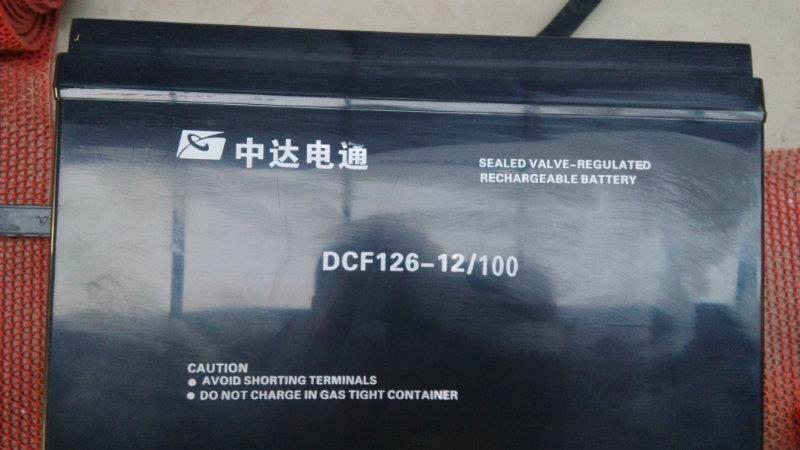 中达电通
SEALED VALVE-REGULATED
RECHARGEABLE BATTERY
DCF126-12/100
CAUTION
● AVOID SHORTING TERMINALS
● DO NOT CHARGE IN GAS TIGHT CONTAINER